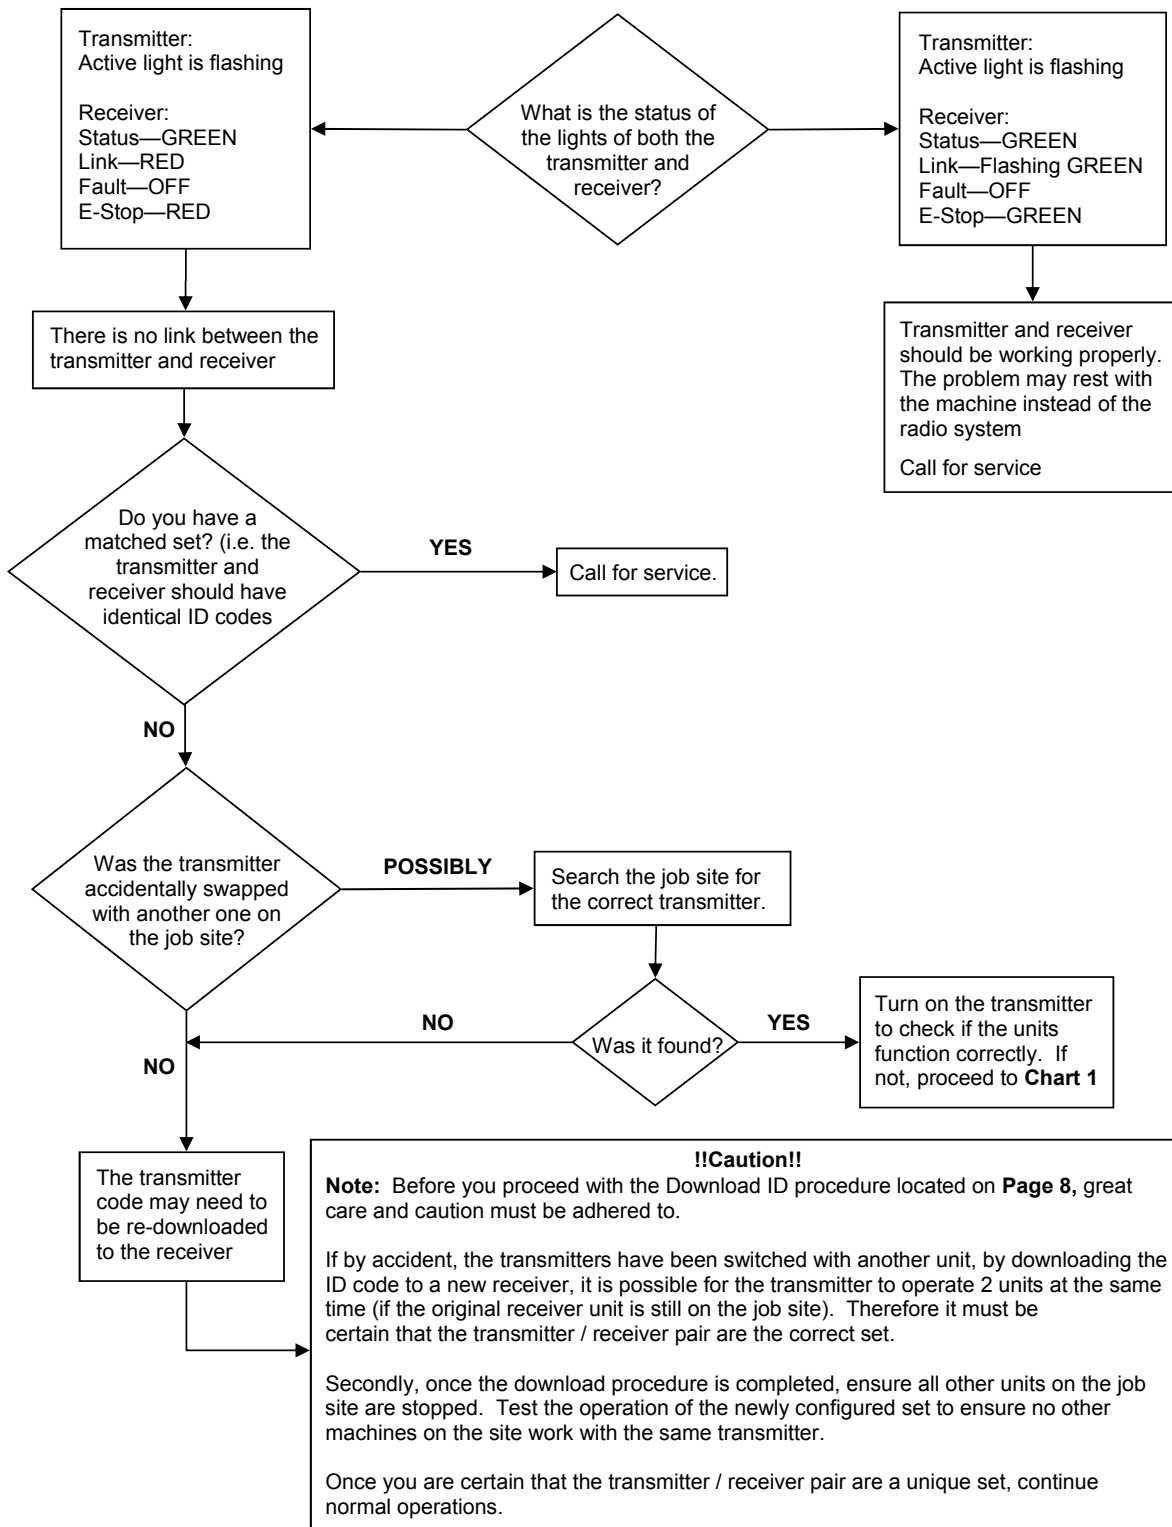 Transmitter:
Active light is flashing
Receiver:
Status—GREEN
Link—RED
Fault—OFF
E-Stop—RED
What is the status of
the lights of both the
transmitter and
receiver?
Transmitter:
Active light is flashing
Receiver:
Status—GREEN
Link—Flashing GREEN
Fault—OFF
E-Stop—GREEN
There is no link between the
transmitter and receiver
Transmitter and receiver
should be working properly.
The problem may rest with
the machine instead of the
radio system
Call for service
Do you have a
matched set? (i.e. the
transmitter and
receiver should have
identical ID codes
YES
Call for service.
NO
Was the transmitter
accidentally swapped
with another one on
the job site?
POSSIBLY
Search the job site for
the correct transmitter.
Was it found?
NO
YES
Turn on the transmitter
to check if the units
function correctly.  If
not, proceed to Chart 1
NO
The transmitter
code may need to
be re-downloaded
to the receiver
!!Caution!!
Note:  Before you proceed with the Download ID procedure located on Page 8, great
care and caution must be adhered to.
If by accident, the transmitters have been switched with another unit, by downloading the
ID code to a new receiver, it is possible for the transmitter to operate 2 units at the same
time (if the original receiver unit is still on the job site).  Therefore it must be
certain that the transmitter / receiver pair are the correct set.
Secondly, once the download procedure is completed, ensure all other units on the job
site are stopped.  Test the operation of the newly configured set to ensure no other
machines on the site work with the same transmitter.
Once you are certain that the transmitter / receiver pair are a unique set, continue
normal operations.